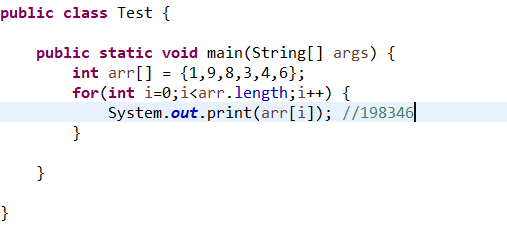 public class Test {
public static void main(String[] args) {
int arr[] = {1,9,8,3,4,6};
for(int i=0;i<arr.length;i++) {
System.out.print(arr[i]); //198346
}
}
}